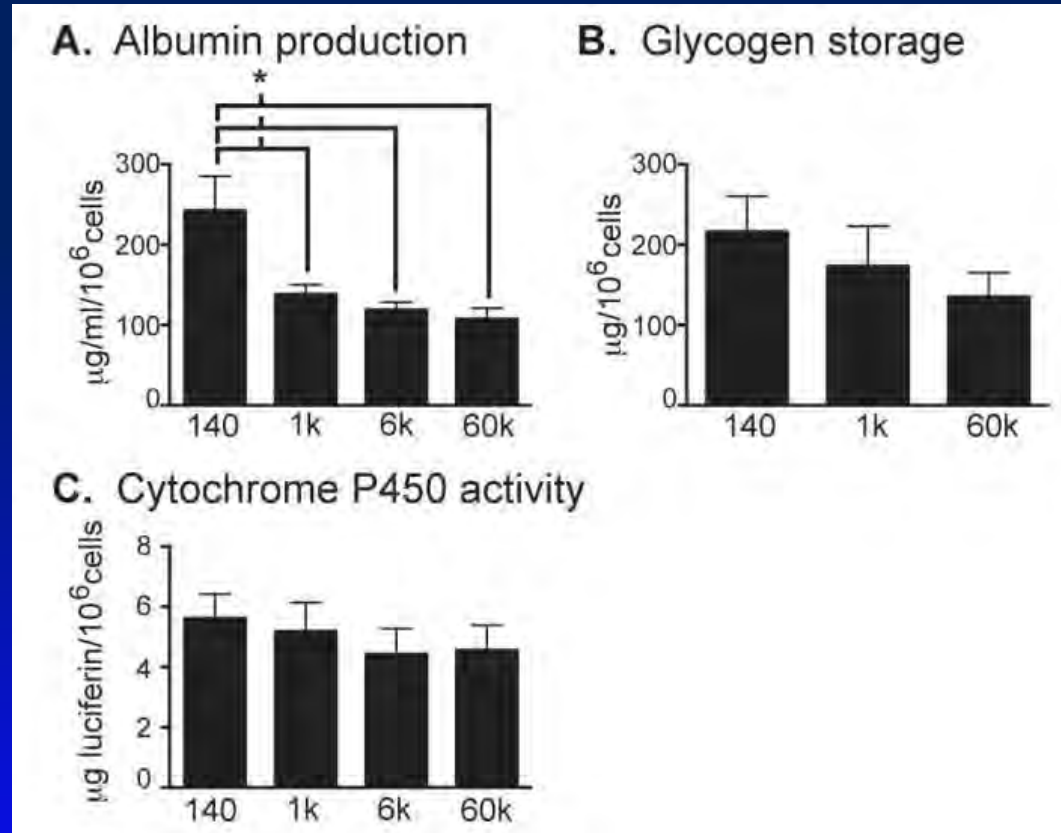 A. Albumin production
*
300
200
100
0
µg/ml/10⁶cells
140 1k 6k 60k
B. Glycogen storage
300
200
100
0
µg/10⁶cells
140 1k 60k
C. Cytochrome P450 activity
8
6
4
2
0
µg luciferin/10⁶cells
140 1k 6k 60k